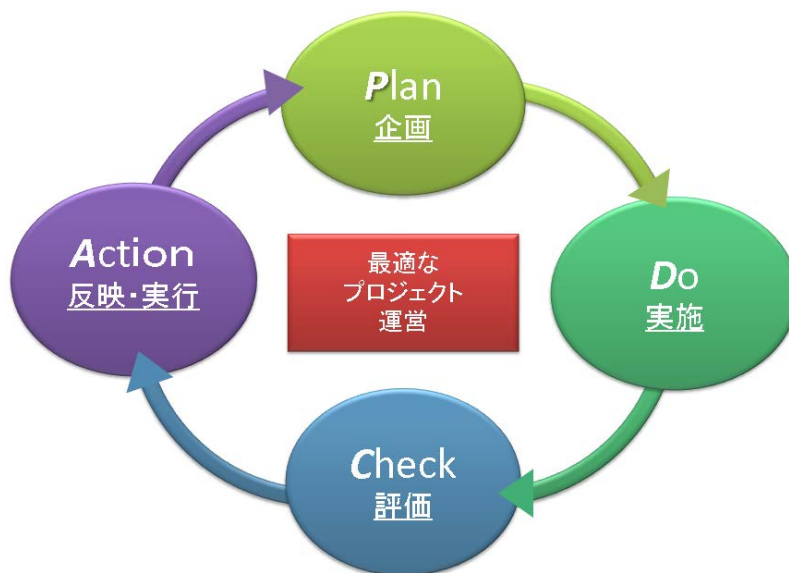 Plan
企画
Do
実施
Check
評価
Action
反映・実行
最適な
プロジェクト
運営